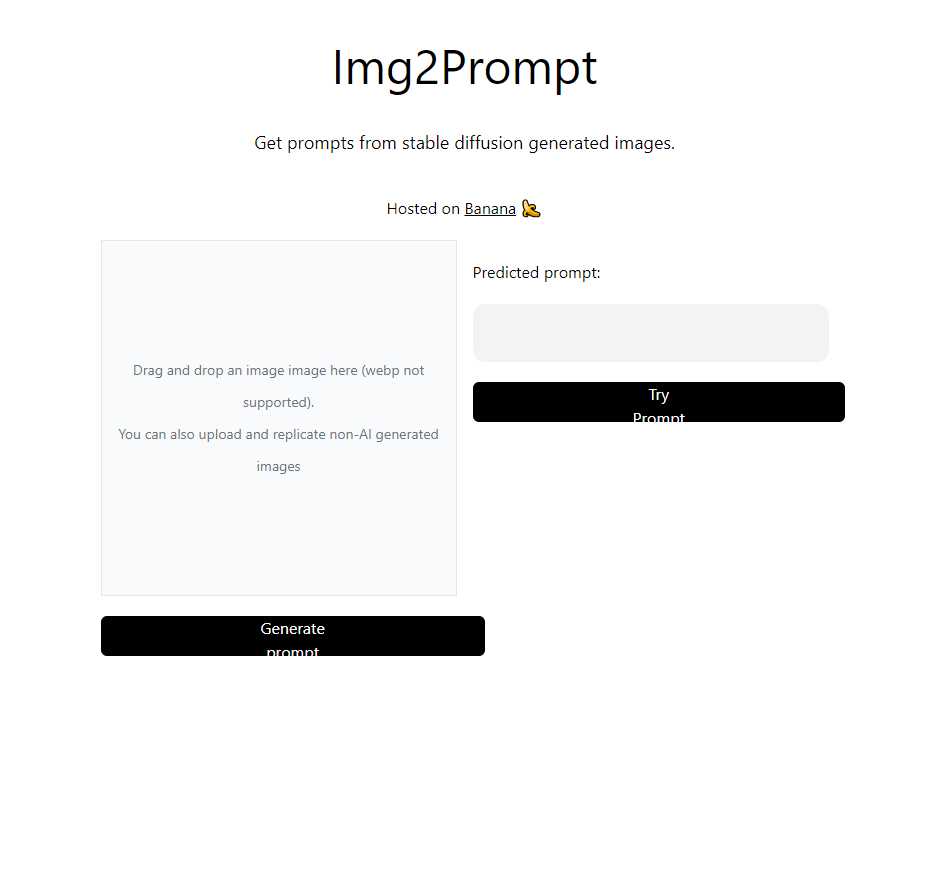 Img2Prompt
Get prompts from stable diffusion generated images.
Hosted on Banana
Drag and drop an image image here (webp not
supported).
You can also upload and replicate non-AI generated
images
Predicted prompt:
Try
Prompt
Generate
prompt